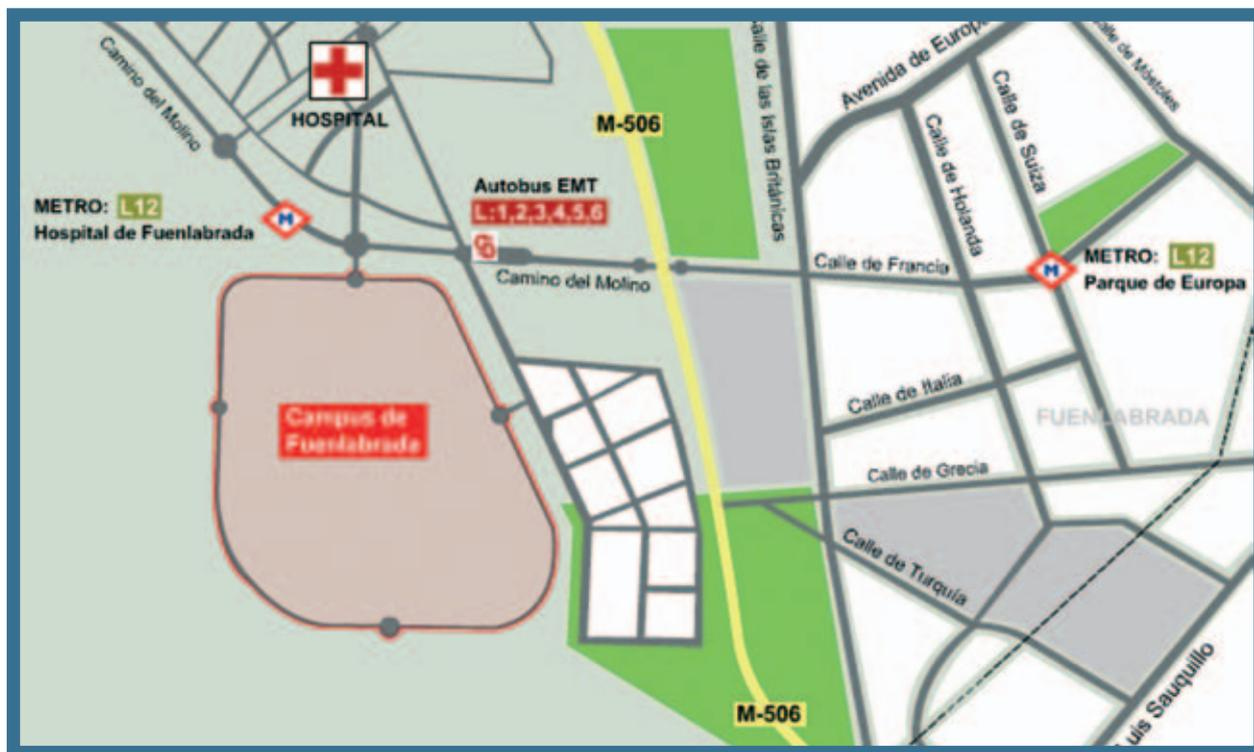 Camino del Molino
HOSPITAL
M-506
Calle de las Islas Británicas
Avenida de Europa
Calle de Móstoles
Calle de Suiza
Calle de Holanda
METRO: L12
Hospital de Fuenlabrada
M
Autobus EMT
L:1,2,3,4,5,6
Camino del Molino
Calle de Francia
M
METRO: L12
Parque de Europa
Calle de Italia
FUENLABRADA
Campus de
Fuenlabrada
Calle de Grecia
Calle de Turquía
M-506
Luis Sauquillo